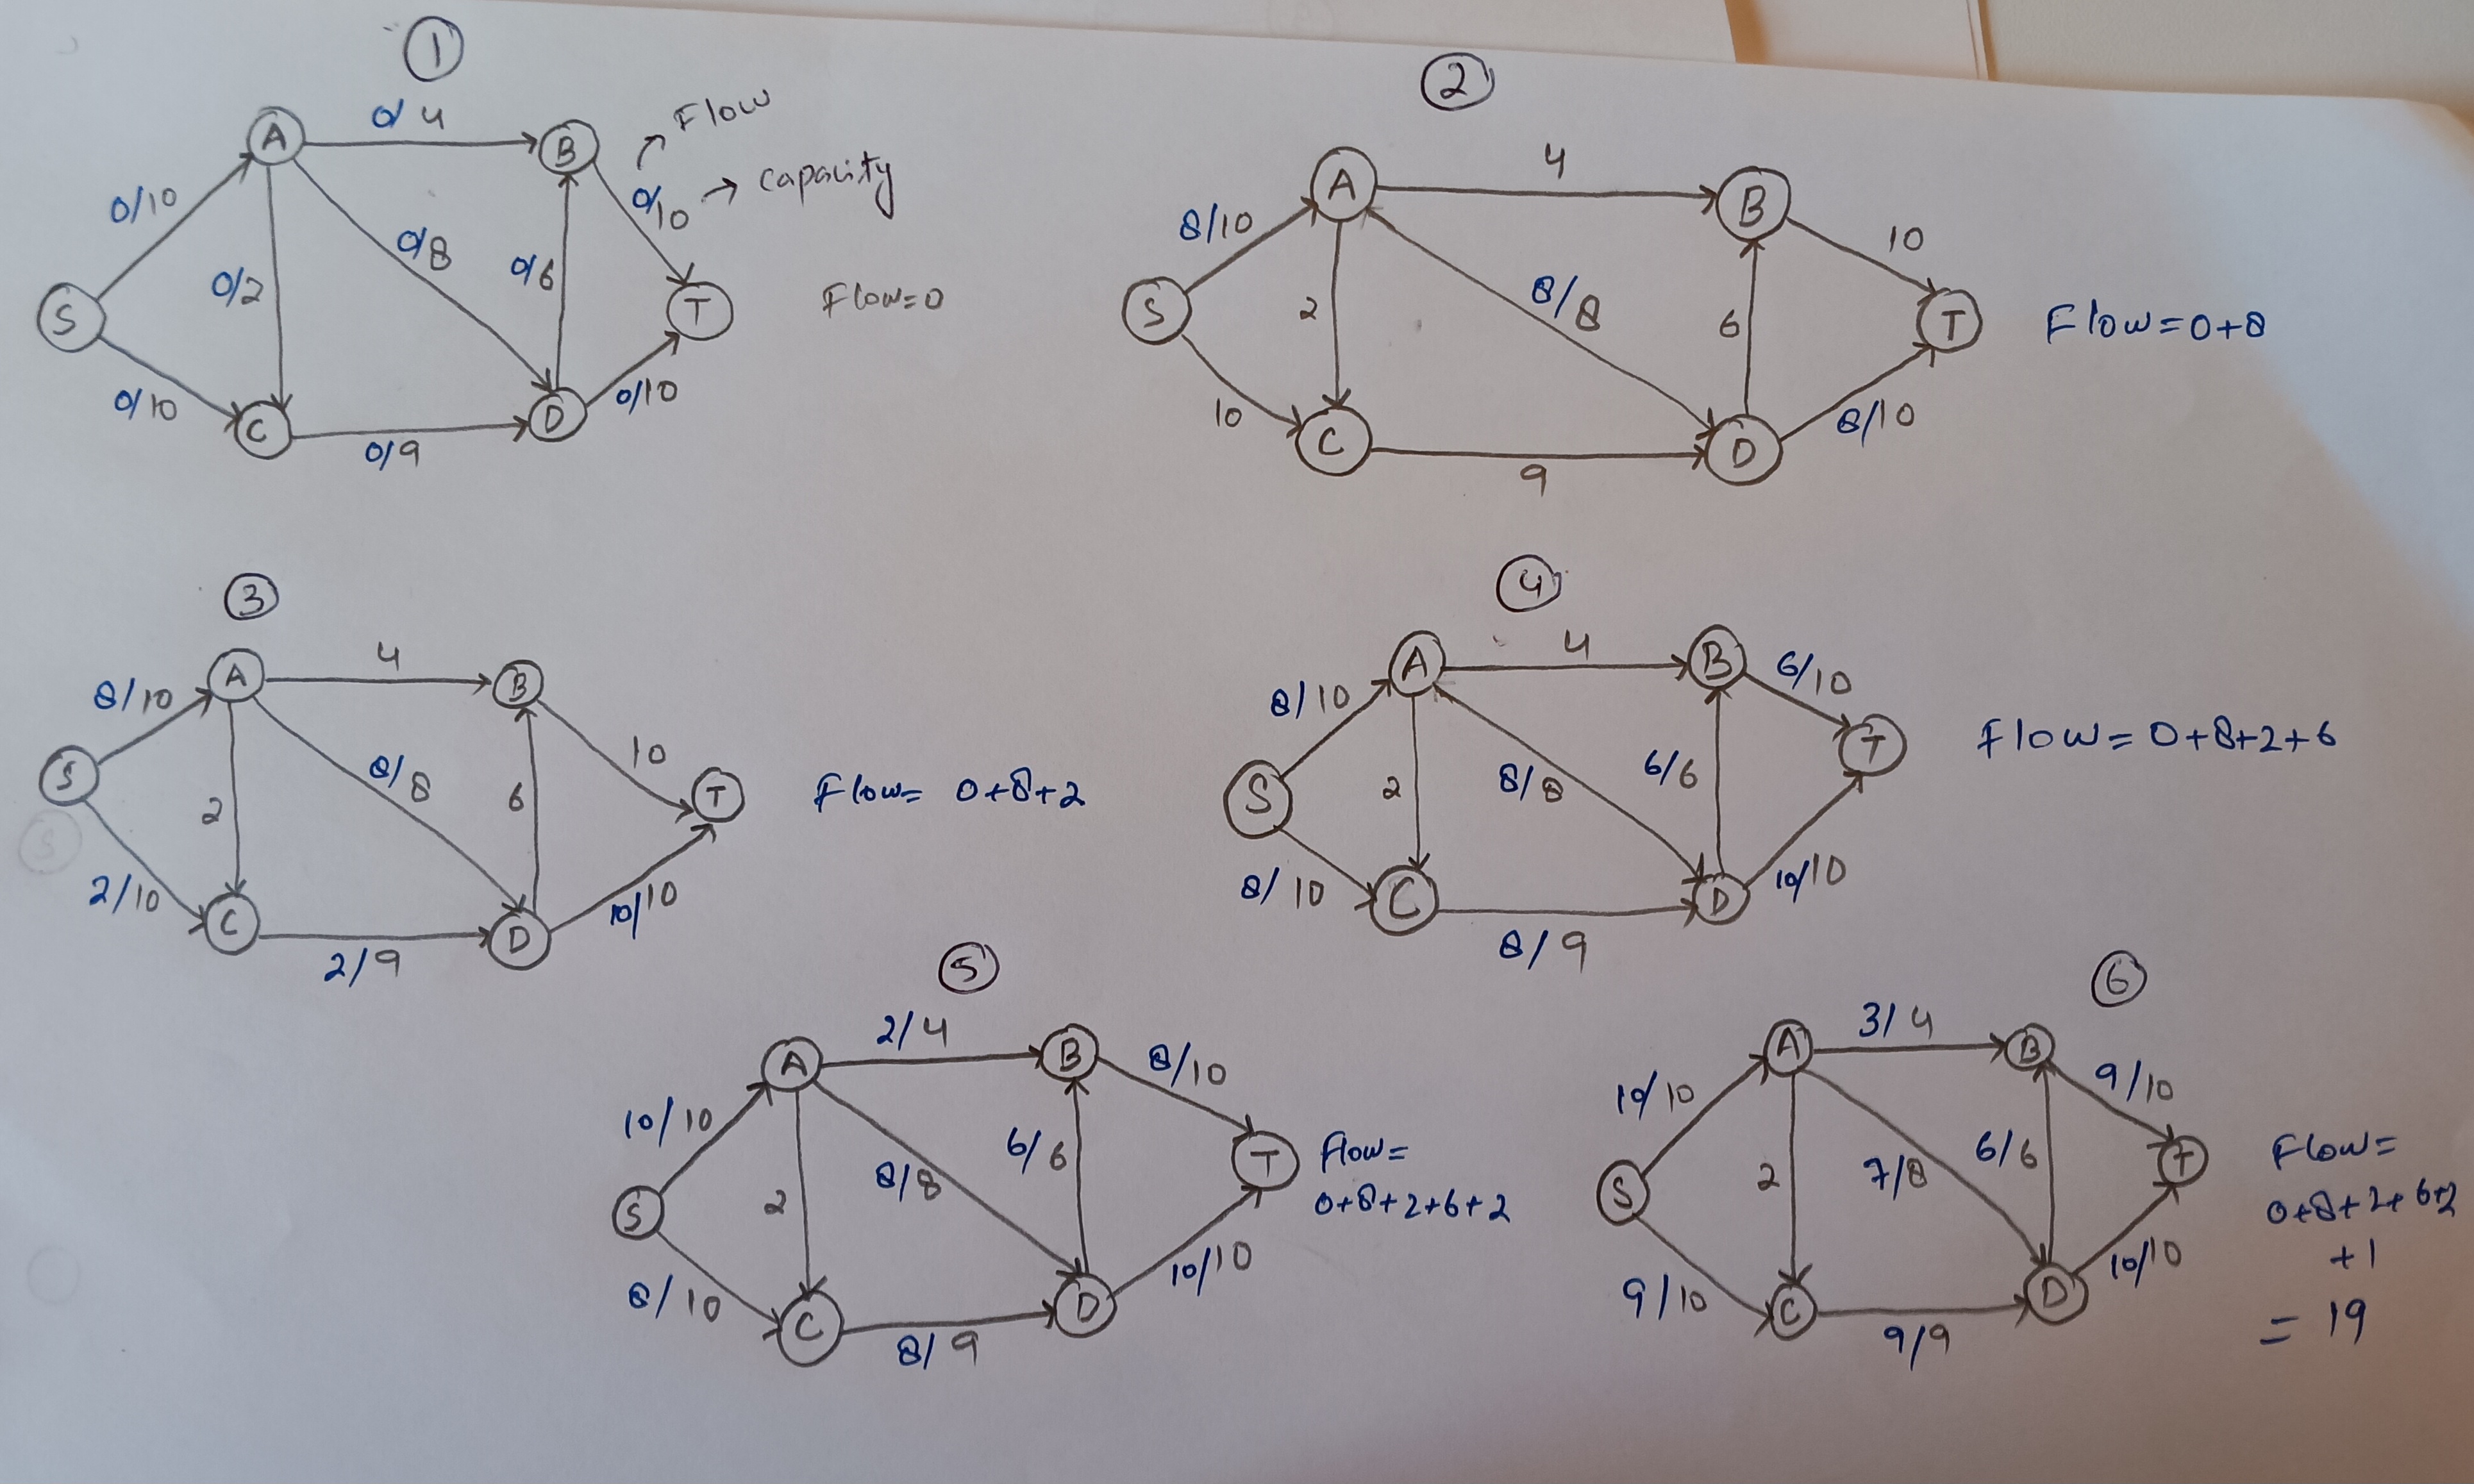 1
A
0/4
B
Flow
0/10
→ capacity
0/10
0/2
0/8
0/6
S
T
Flow=0
0/10
C
0/9
D
0/10
2
A
4
B
8/10
10
S
2
8/8
6
T
Flow=0+8
10
C
9
D
8/10
3
A
4
B
8/10
10
S
2
8/8
6
T
Flow= 0+8+2
S
2/10
C
2/9
D
10/10
4
A
4
B
6/10
8/10
S
2
8/8
6/6
T
Flow=0+8+2+6
8/10
C
8/9
D
10/10
5
A
2/4
B
8/10
10/10
S
2
8/8
6/6
T
Flow=
0+8+2+6+2
8/10
C
8/9
D
10/10
6
A
3/4
B
9/10
10/10
S
2
7/8
6/6
T
Flow=
0+8+2+6+2
+1
= 19
9/10
C
9/9
D
10/10